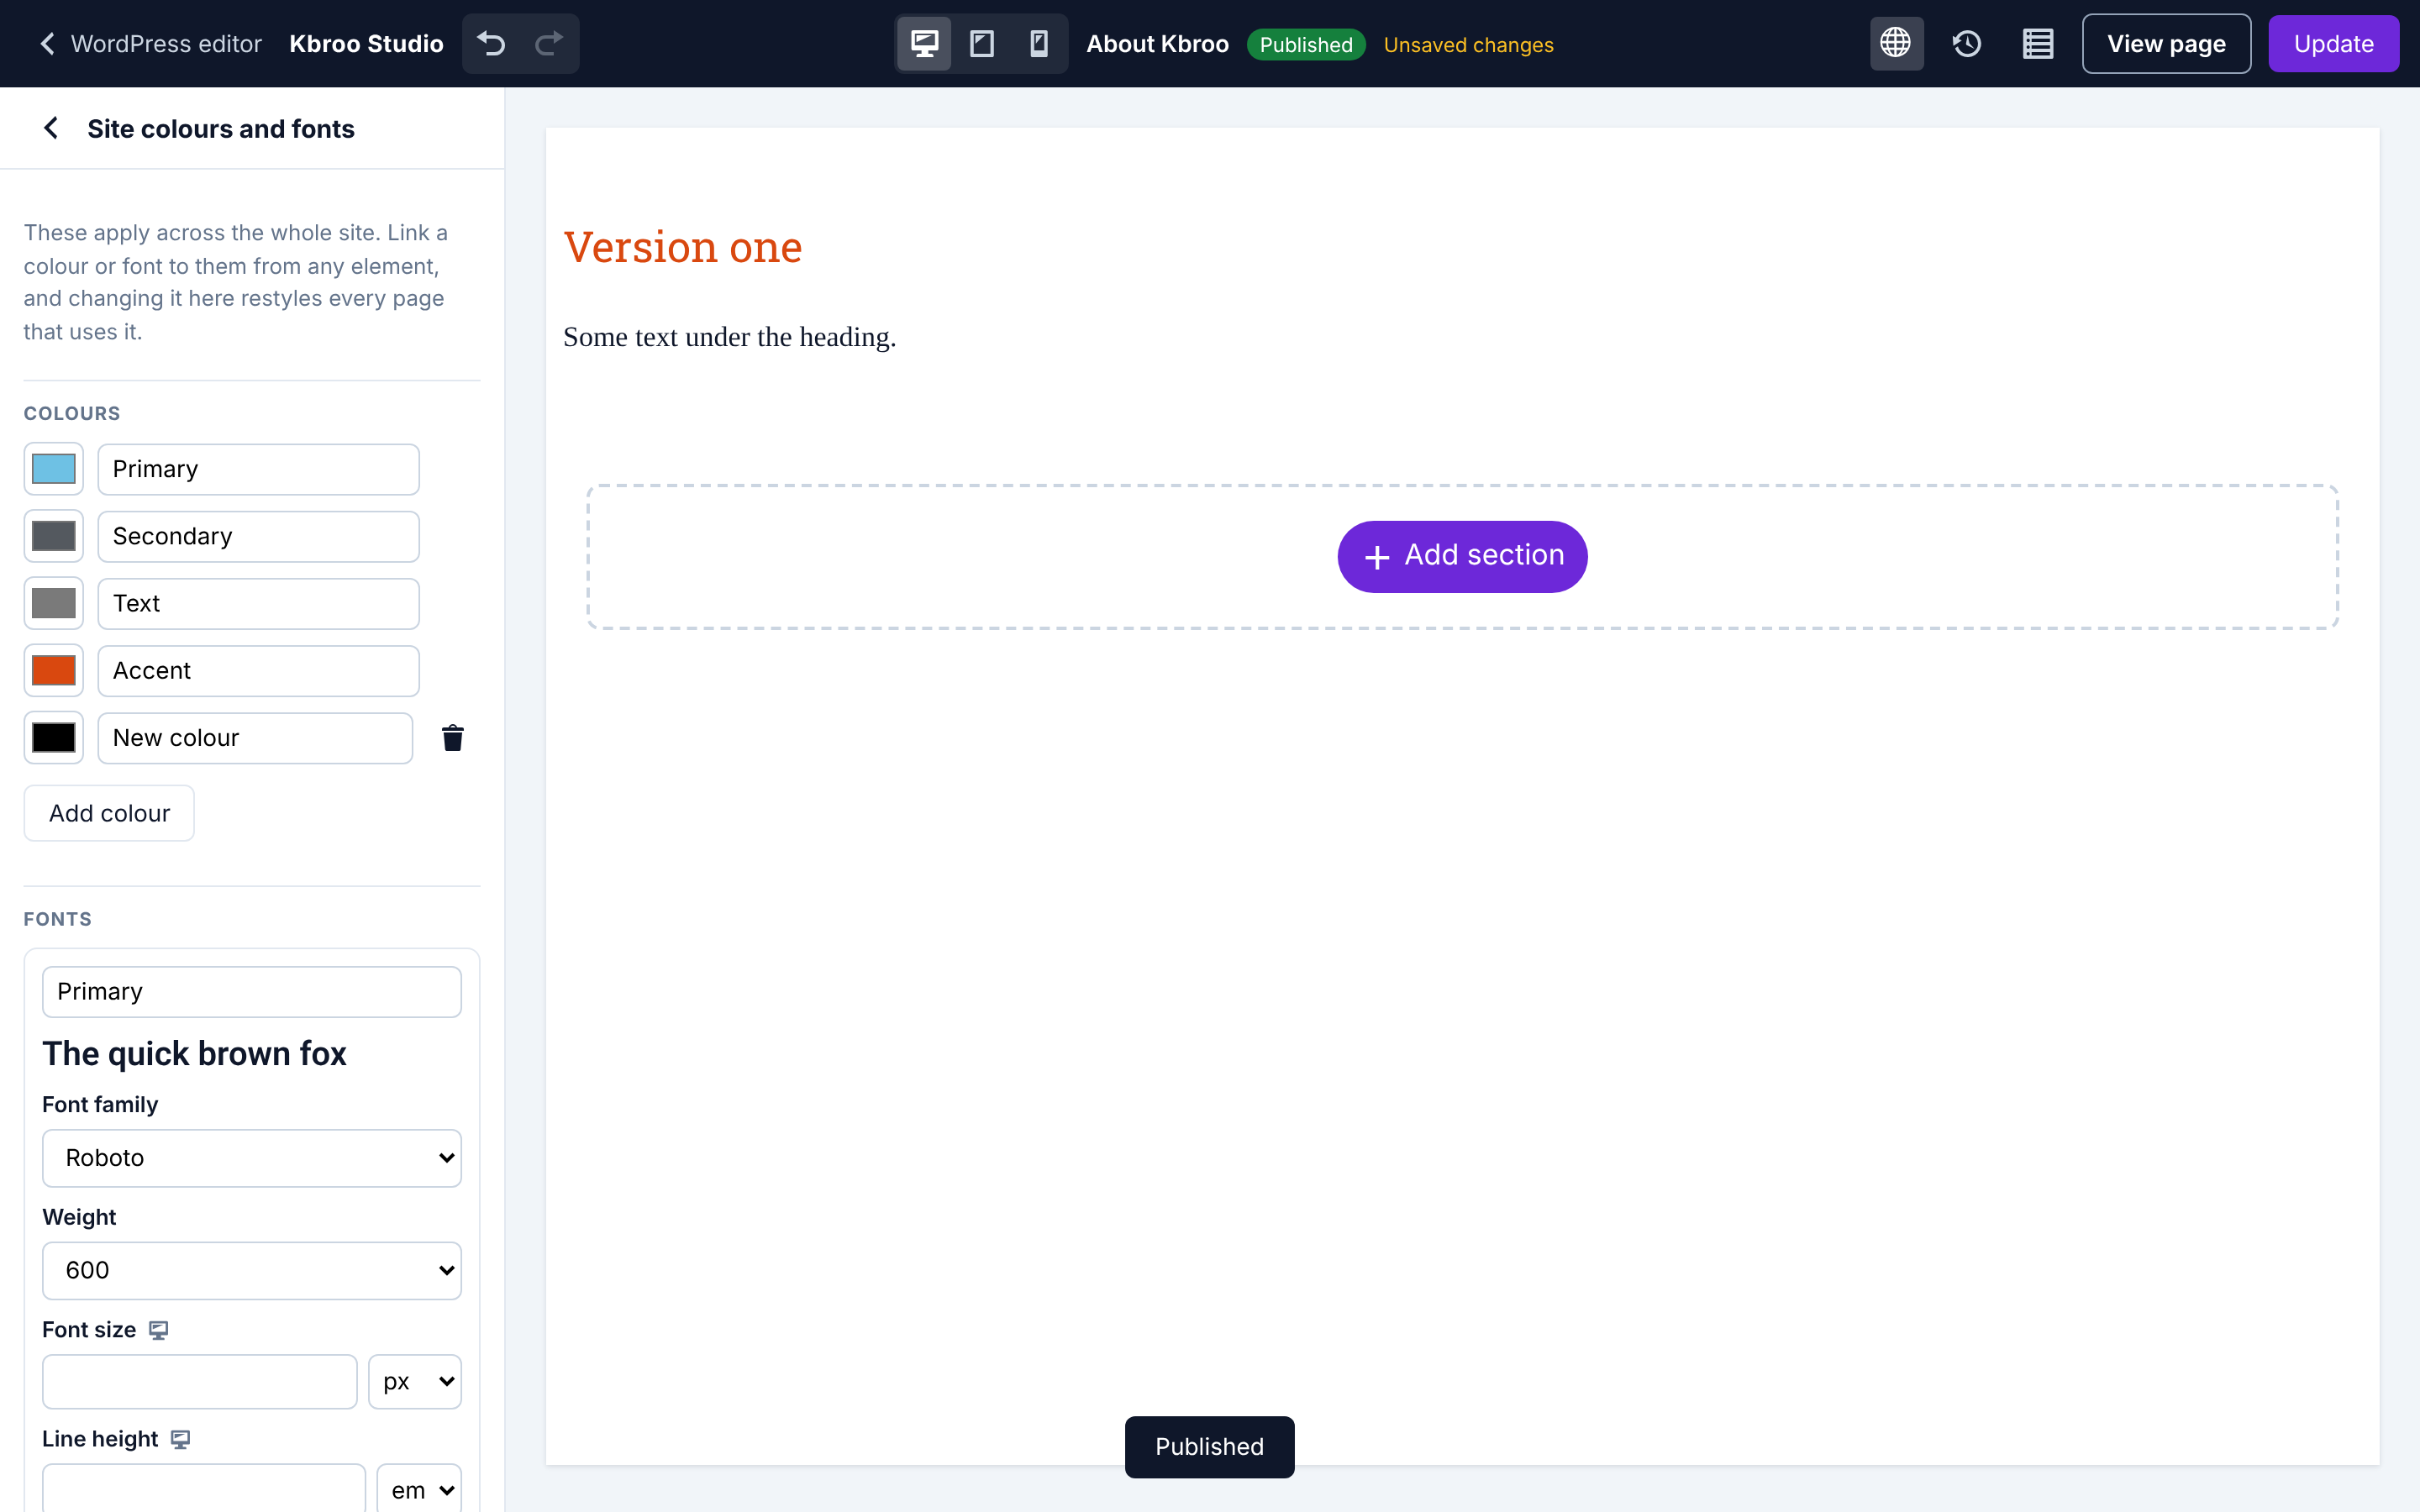 WordPress editor
Kbroo Studio
About Kbroo
Published
Unsaved changes
View page
Update
Site colours and fonts
These apply across the whole site. Link a
colour or font to them from any element,
and changing it here restyles every page
that uses it.
COLOURS
Primary
Secondary
Text
Accent
New colour
Add colour
FONTS
Primary
The quick brown fox
Font family
Roboto
Weight
600
Font size
px
Line height
em
Version one
Some text under the heading.
Add section
Published